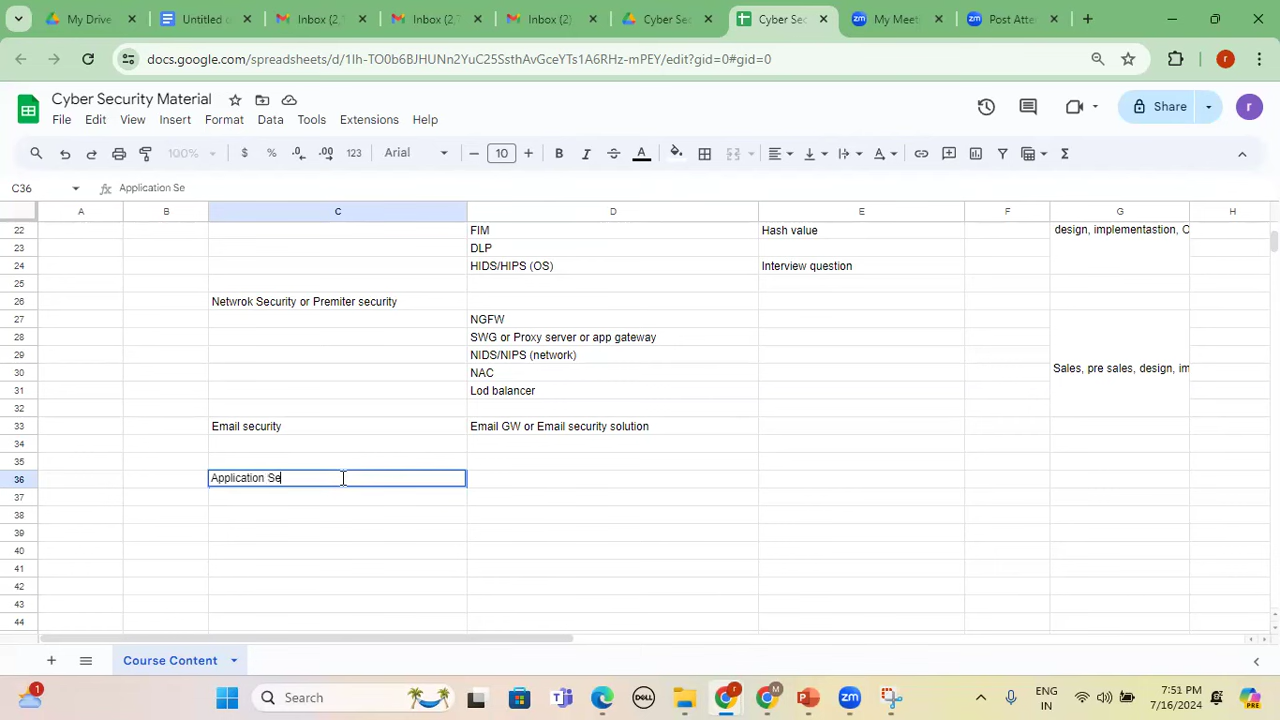 My Drive
Untitled d
Inbox (2,
Inbox (2,
Inbox (2)
Cyber Sec
Cyber Sec
My Meet
Post Atte
docs.google.com/spreadsheets/d/1Ih-TO0b6BJHUNn2YuC25SsthAvGceYTs1A6RHz-mPEY/edit?gid=0#gid=0
r
Cyber Security Material
File Edit View Insert Format Data Tools Extensions Help
Share
r
100% $ % .0 .00 123 Arial 10 B I A
C36 Application Se
A B C D E F G H
22 FIM Hash value design, implementastion, O
23 DLP
24 HIDS/HIPS (OS) Interview question
25
26 Netwrok Security or Premiter security
27 NGFW
28 SWG or Proxy server or app gateway
29 NIDS/NIPS (network)
30 NAC Sales, pre sales, design, im
31 Lod balancer
32
33 Email security Email GW or Email security solution
34
35
36 Application Se
37
38
39
40
41
42
43
44
Course Content
1
Search
DELL
ENG
IN
7:51 PM
7/16/2024
PRE